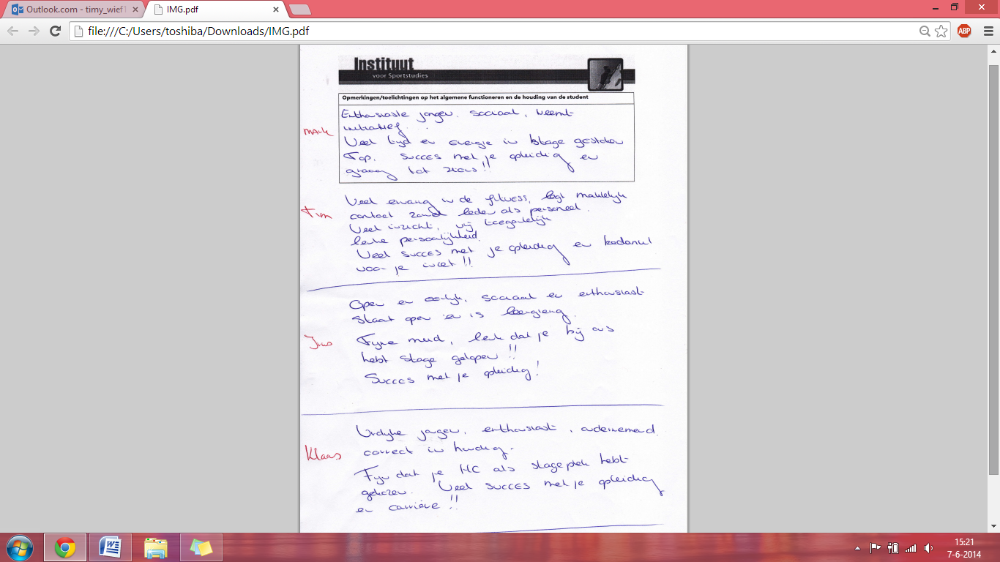 Outlook.com - timy_wief1
IMG.pdf
file:///C:/Users/toshiba/Downloads/IMG.pdf
ABP
Instituut
voor Sportstudies
Opmerkingen/toelichtingen op het algemene functioneren en de houding van de student
Mark
Enthousiaste jongen. sociaal, neemt
initiatief.
Veel tijd en energie in stage gestoken
Top. succes met je opleiding en
graag tot ziens!!
Tim
Veel ervaring in de fitness, legt makkelijk
contact zowel leden als personeel.
Veel inzicht, vrij toegankelijk
leuke persoonlijkheid.
Veel succes met je opleiding en bedankt
voor je inzet!!
Open en eerlijk, sociaal en enthousiast
staat open en is leergierig.
Fijne meid, leuk dat je bij ons
hebt stage gelopen!!
Succes met je opleiding!
Klaas
Vrolijke jongen, enthousiast, ondernemend.
correct in houding.
Fijn dat je HC als stageplek hebt
gekozen. Veel succes met je opleiding
en carrière!!
15:21
7-6-2014